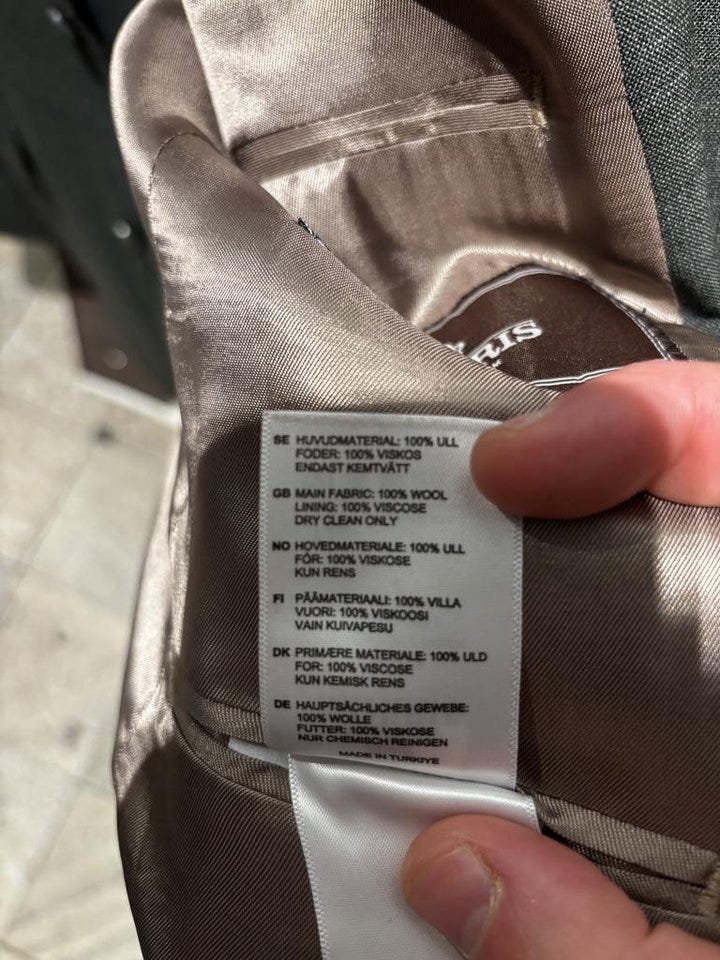 RIS
SE HUVUDMATERIAL: 100% ULL
FODER: 100% VISKOS
ENDAST KEMTVÄTT
GB MAIN FABRIC: 100% WOOL
LINING: 100% VISCOSE
DRY CLEAN ONLY
NO HOVEDMATERIALE: 100% ULL
FÓR: 100% VISKOSE
KUN RENS
FI PÄÄMATERIAALI: 100% VILLA
VUORI: 100% VISKOOSI
VAIN KUIVAPESU
DK PRIMÆRE MATERIALE: 100% ULD
FOR: 100% VISCOSE
KUN KEMISK RENS
DE HAUPTSÄCHLICHES GEWEBE:
100% WOLLE
FUTTER: 100% VISKOSE
NUR CHEMISCH REINIGEN
MADE IN TURKIYE